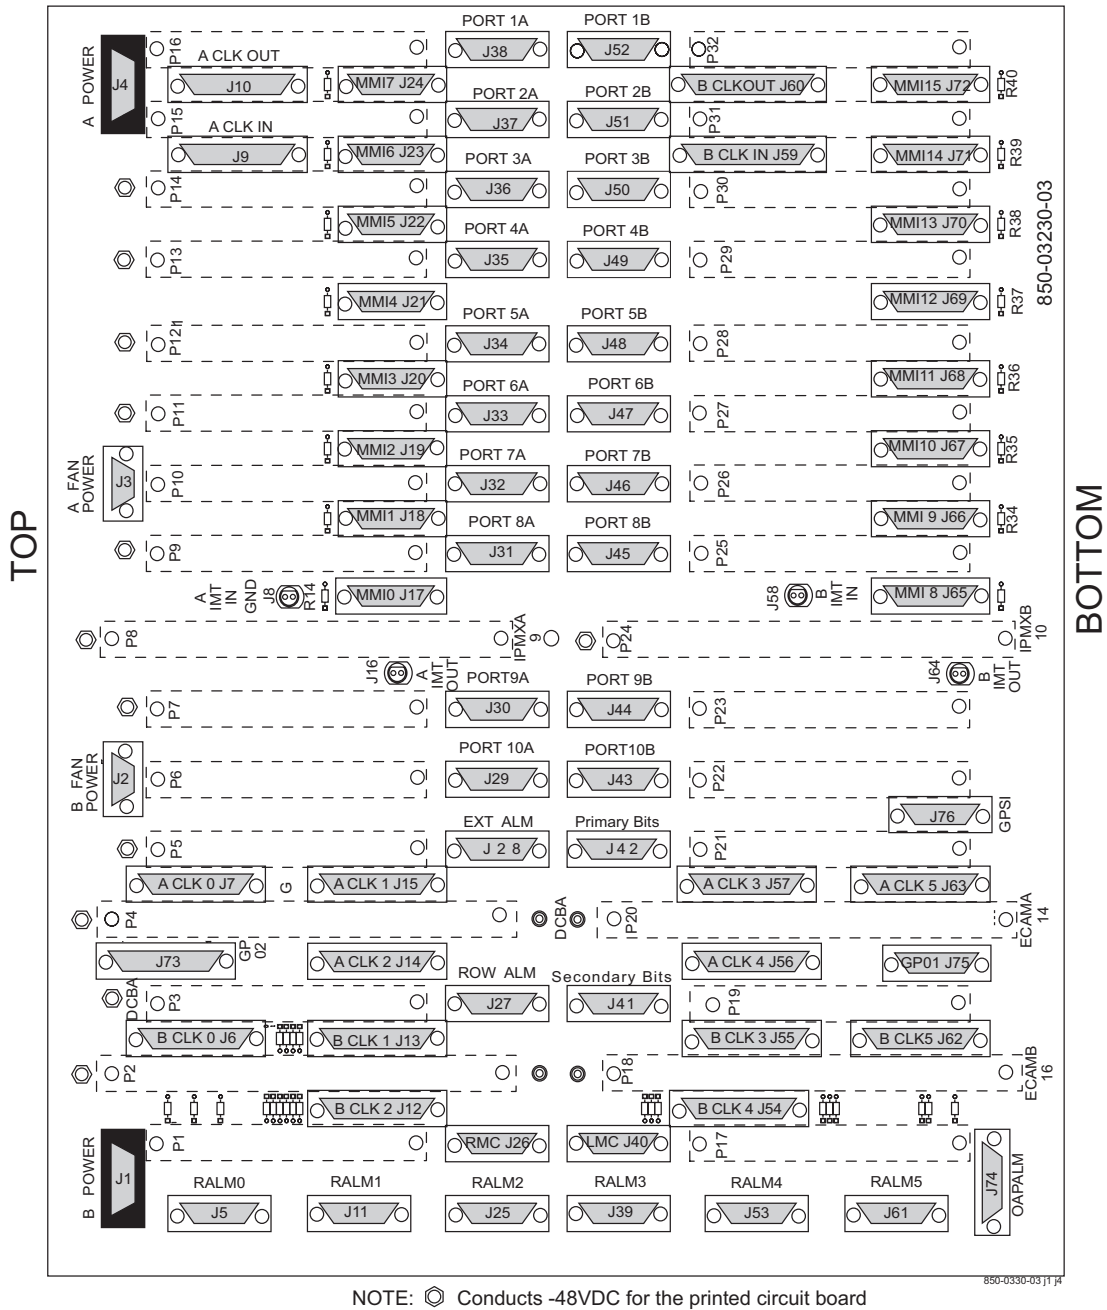 PORT 1A
PORT 1B
A POWER
J4
P16
A CLK OUT
J10
MMI7 J24
J38
J52
P32
B CLKOUT J60
MMI15 J72
R40
P15
A CLK IN
J9
MMI6 J23
PORT 2A
J37
PORT 2B
J51
P31
B CLK IN J59
MMI14 J71
R39
PORT 3A
J36
PORT 3B
J50
P14
P30
MMI5 J22
MMI13 J70
R38
850-03230-03
PORT 4A
J35
PORT 4B
J49
P13
P29
MMI4 J21
MMI12 J69
R37
PORT 5A
J34
PORT 5B
J48
P121
P28
MMI3 J20
MMI11 J68
R36
PORT 6A
J33
PORT 6B
J47
P11
P27
MMI2 J19
MMI10 J67
R35
A FAN
POWER
J3
PORT 7A
J32
PORT 7B
J46
P10
P26
MMI1 J18
MMI 9 J66
R34
TOP
BOTTOM
PORT 8A
J31
PORT 8B
J45
P9
P25
A
IMT
IN
GND
J8
R14
MMI0 J17
J58
B
IMT
IN
MMI 8 J65
P8
IPMXA
9
P24
IPMXB
10
J16
A
IMT
OUT
J64
B
IMT
OUT
PORT9A
J30
PORT 9B
J44
P7
P23
B FAN
POWER
J2
PORT 10A
J29
PORT10B
J43
P6
P22
J76
GPSI
EXT ALM
J 2 8
Primary Bits
J 4 2
P5
P21
A CLK 0 J7
G
A CLK 1 J15
A CLK 3 J57
A CLK 5 J63
P4
DCBA
P20
ECAMA
14
J73
GP
02
A CLK 2 J14
A CLK 4 J56
GP01 J75
ROW ALM
J27
Secondary Bits
J41
DCBA
P3
P19
B CLK 0 J6
B CLK 1 J13
B CLK 3 J55
B CLK5 J62
P2
P18
ECAMB
16
B CLK 2 J12
B CLK 4 J54
B POWER
J1
P1
RMC J26
LMC J40
P17
J74
OAPALM
RALM0
J5
RALM1
J11
RALM2
J25
RALM3
J39
RALM4
J53
RALM5
J61
850-0330-03 j1 j4
NOTE: Conducts -48VDC for the printed circuit board